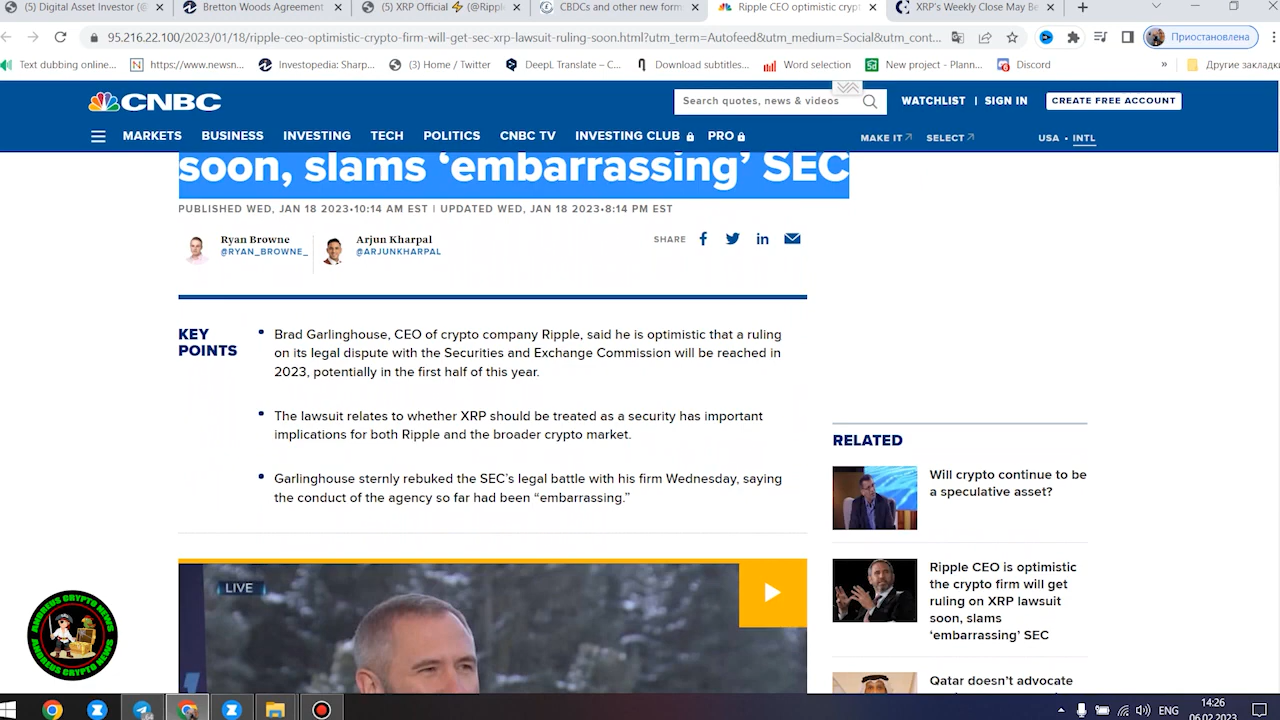 (5) Digital Asset Investor (@
Bretton Woods Agreement
(5) XRP Official ⚡ (@Rippl
CBDCs and other new form
Ripple CEO optimistic crypt
XRP's Weekly Close May Be
95.216.22.100/2023/01/18/ripple-ceo-optimistic-crypto-firm-will-get-sec-xrp-lawsuit-ruling-soon.html?utm_term=Autofeed&utm_medium=Social&utm_cont...
Приостановлена
Text dubbing online...
https://www.newsn...
Investopedia: Sharp...
(3) Home / Twitter
DeepL Translate – C...
Download subtitles...
Word selection
New project - Plann...
Discord
»
Другие закладки
CNBC
Search quotes, news & videos
WATCHLIST | SIGN IN
CREATE FREE ACCOUNT
MARKETS BUSINESS INVESTING TECH POLITICS CNBC TV INVESTING CLUB PRO
MAKE IT SELECT
USA • INTL
soon, slams ‘embarrassing’ SEC
PUBLISHED WED, JAN 18 2023•10:14 AM EST | UPDATED WED, JAN 18 2023•8:14 PM EST
Ryan Browne
@RYAN_BROWNE_
Arjun Kharpal
@ARJUNKHARPAL
SHARE
KEY
POINTS
Brad Garlinghouse, CEO of crypto company Ripple, said he is optimistic that a ruling
on its legal dispute with the Securities and Exchange Commission will be reached in
2023, potentially in the first half of this year.
The lawsuit relates to whether XRP should be treated as a security has important
implications for both Ripple and the broader crypto market.
Garlinghouse sternly rebuked the SEC’s legal battle with his firm Wednesday, saying
the conduct of the agency so far had been “embarrassing.”
LIVE
RELATED
Will crypto continue to be
a speculative asset?
Ripple CEO is optimistic
the crypto firm will get
ruling on XRP lawsuit
soon, slams
‘embarrassing’ SEC
Qatar doesn’t advocate
ANDREUS CRYPTO NEWS
ANDREUS CRYPTO NEWS
ENG
14:26
06.02.2023